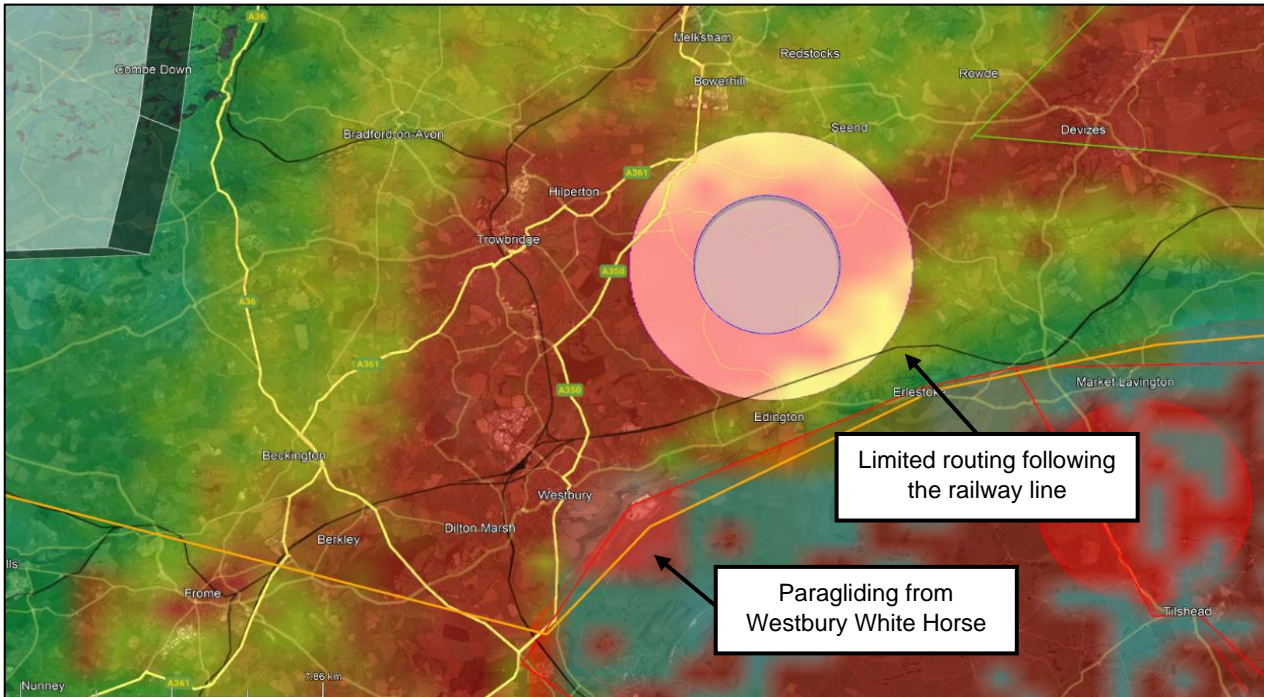 A36
Melksham
Redstocks
Combe Down
Rowde
Bowerhill
Bradford-on-Avon
Seend
Devizes
A361
Hilperton
Trowbridge
A350
A36
A361
A350
Erlestoke
Market Lavington
Edington
Limited routing following
the railway line
Beckington
Westbury
Dilton Marsh
Berkley
lls
Frome
Paragliding from
Westbury White Horse
Tilshead
7.86 km
A361
Nunney